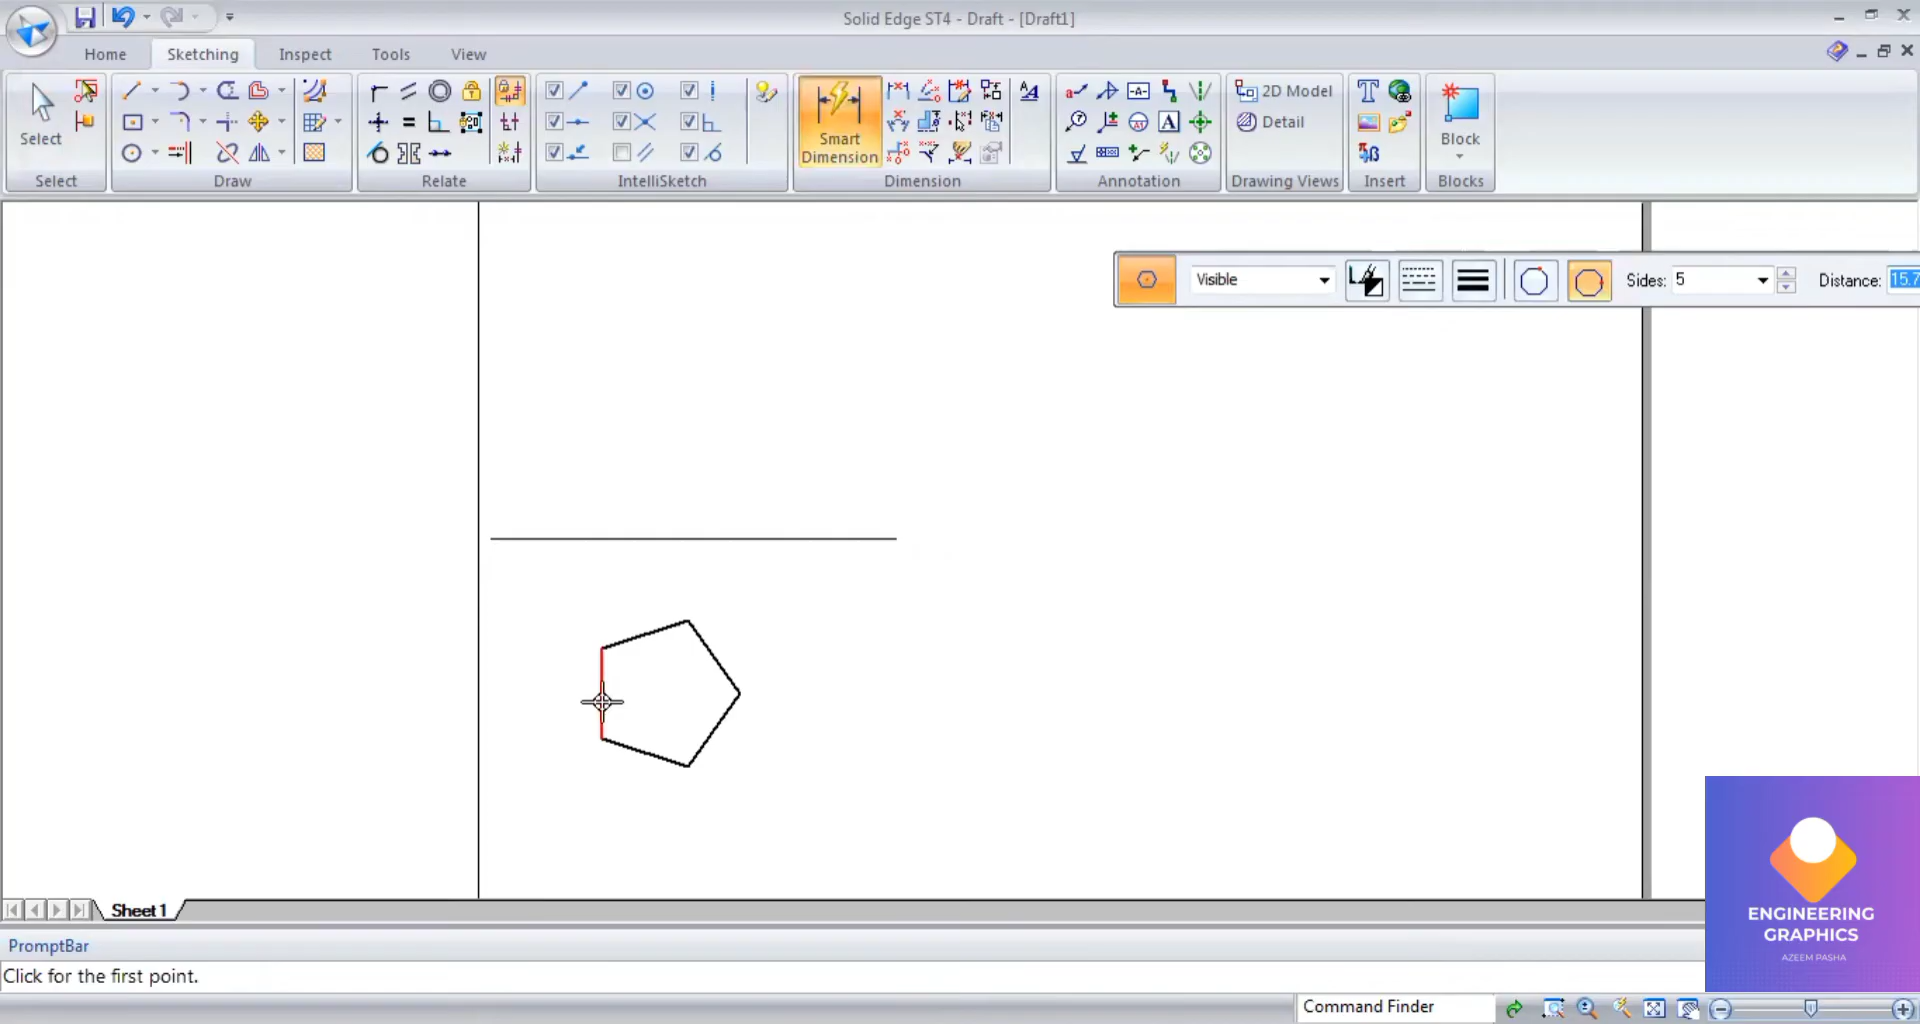 Solid Edge ST4 - Draft - [Draft1]
Home
Sketching
Inspect
Tools
View
Select
Select
Draw
Relate
IntelliSketch
Smart
Dimension
Dimension
Annotation
2D Model
Detail
Drawing Views
Insert
Block
Blocks
Visible
Sides: 5
Distance: 15.7
Sheet 1
PromptBar
Click for the first point.
Command Finder
ENGINEERING
GRAPHICS
AZEEM PASHA